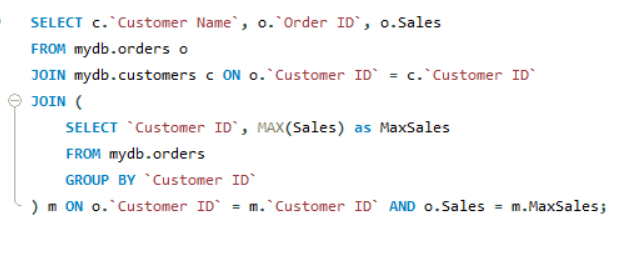 SELECT c.`Customer Name`, o.`Order ID`, o.Sales
FROM mydb.orders o
JOIN mydb.customers c ON o.`Customer ID` = c.`Customer ID`
JOIN (
    SELECT `Customer ID`, MAX(Sales) as MaxSales
    FROM mydb.orders
    GROUP BY `Customer ID`
) m ON o.`Customer ID` = m.`Customer ID` AND o.Sales = m.MaxSales;